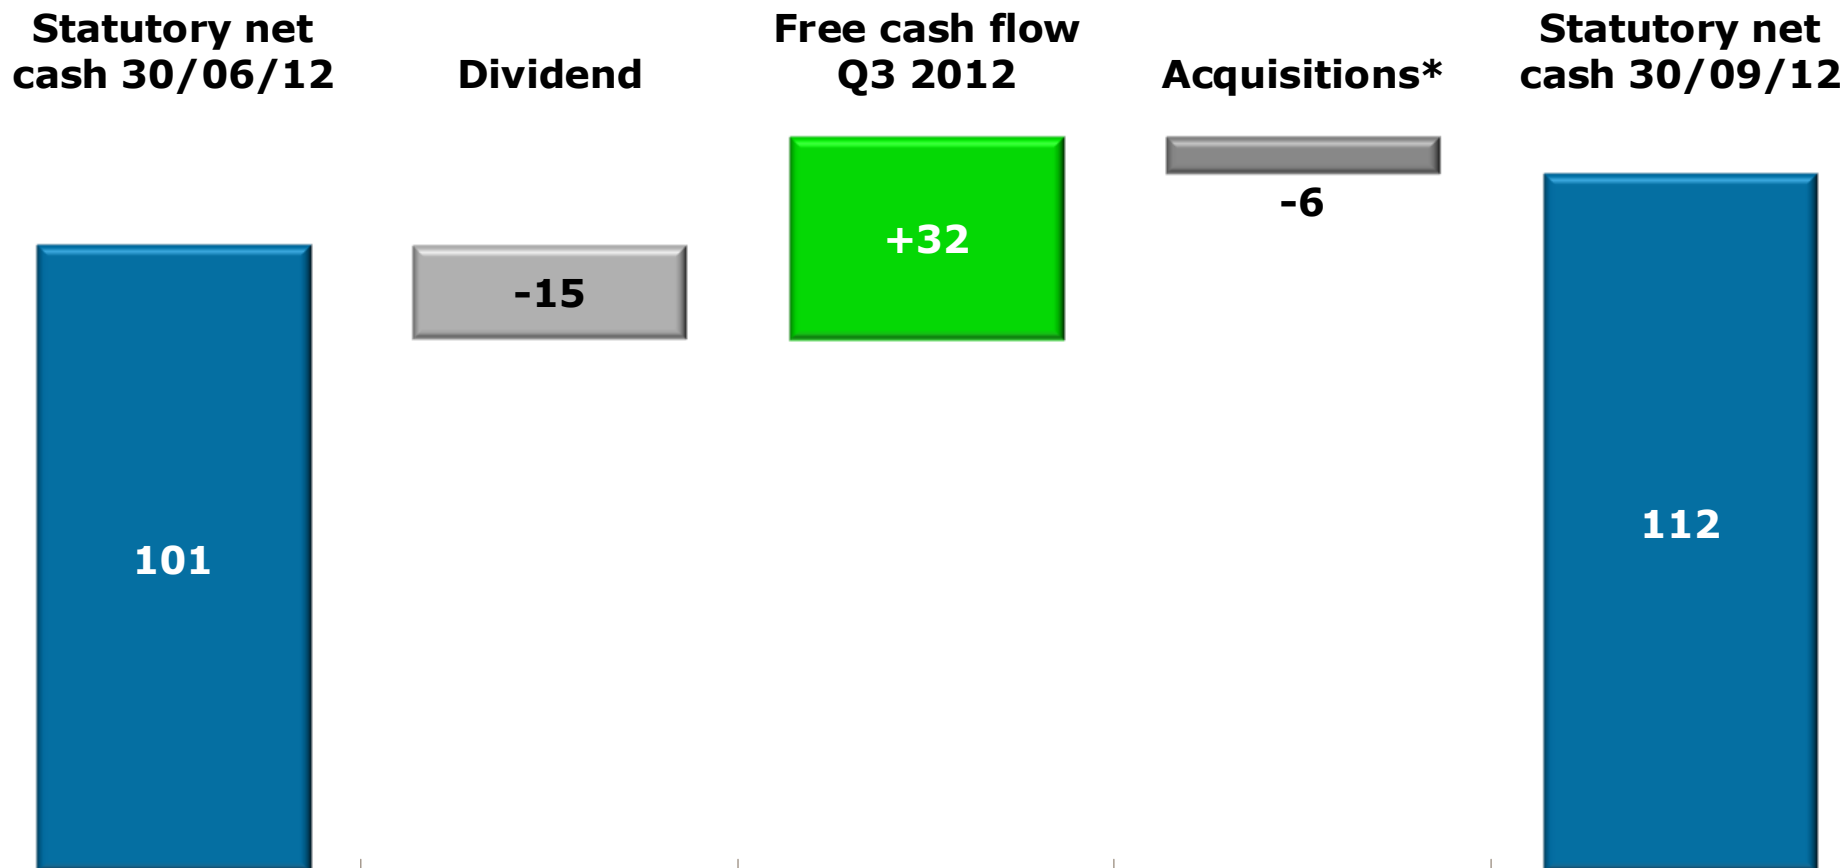 Statutory net
cash 30/06/12
Dividend
Free cash flow
Q3 2012
Acquisitions*
Statutory net
cash 30/09/12
101
-15
+32
-6
112